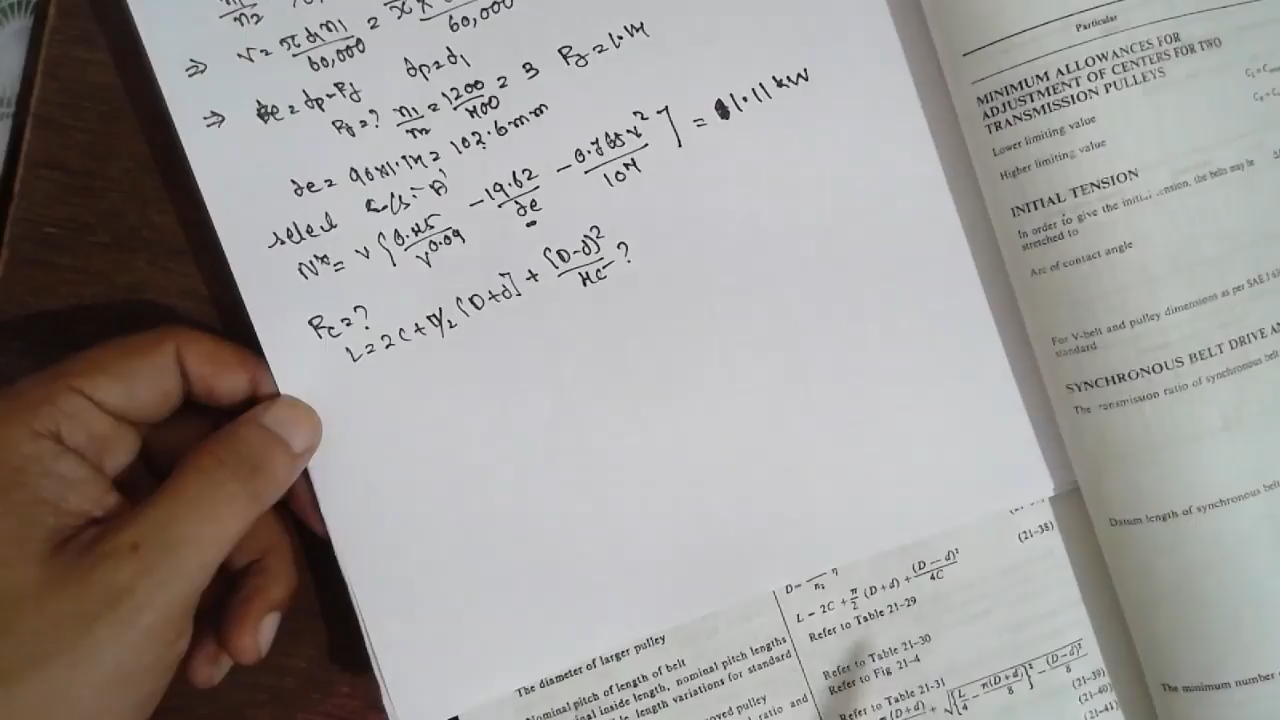 n1/n2
⇒ v = π d1 n1/60,000 = π ×
60,000
⇒ de = dp × Fb dp = d1
Fb = ? n1/n2 = 1200/400 = 3 Fb = 1.14
de = 90×1.14 = 102.6mm
select c/s - 'A'
N* = v [ 0.45/v^0.09 - 19.62/de - 0.765v²/10⁴ ] = 1.11 kW
Fc = ?
L = 2C + π/2 [D+d] + (D-d)²/4C ?
Particular
MINIMUM ALLOWANCES FOR
ADJUSTMENT OF CENTERS FOR TWO
TRANSMISSION PULLEYS
Lower limiting value
Higher limiting value
INITIAL TENSION
In order to give the initial tension, the belts may be
stretched to
Arc of contact angle
For V-belt and pulley dimensions as per SAE J
standard
SYNCHRONOUS BELT DRIVE
The transmission ratio of synchronous
Datum length of synchronous
The minimum number
(21-38)
The diameter of larger pulley
Nominal pitch of length of belt
inside length, nominal pitch lengths
length variations for standard
pulley
ratio and
L = 2C + π/2 (D + d) + (D − d)²/4C
Refer to Table 21-29
Refer to Table 21-30
Refer to Fig 21-4
Refer to Table 21-31
(21-39)
(21-40)
(21-41)